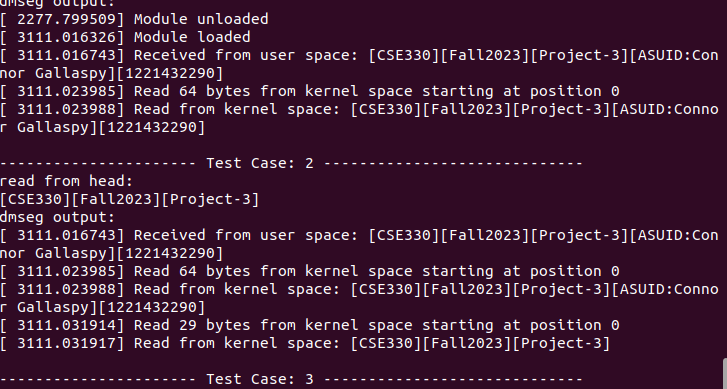 dmseg output:
[ 2277.799509] Module unloaded
[ 3111.016326] Module loaded
[ 3111.016743] Received from user space: [CSE330][Fall2023][Project-3][ASUID:Con
nor Gallaspy][1221432290]
[ 3111.023985] Read 64 bytes from kernel space starting at position 0
[ 3111.023988] Read from kernel space: [CSE330][Fall2023][Project-3][ASUID:Conno
r Gallaspy][1221432290]
---------------------- Test Case: 2 -----------------------------
read from head:
[CSE330][Fall2023][Project-3]
dmseg output:
[ 3111.016743] Received from user space: [CSE330][Fall2023][Project-3][ASUID:Con
nor Gallaspy][1221432290]
[ 3111.023985] Read 64 bytes from kernel space starting at position 0
[ 3111.023988] Read from kernel space: [CSE330][Fall2023][Project-3][ASUID:Conno
r Gallaspy][1221432290]
[ 3111.031914] Read 29 bytes from kernel space starting at position 0
[ 3111.031917] Read from kernel space: [CSE330][Fall2023][Project-3]
---------------------- Test Case: 3 -----------------------------